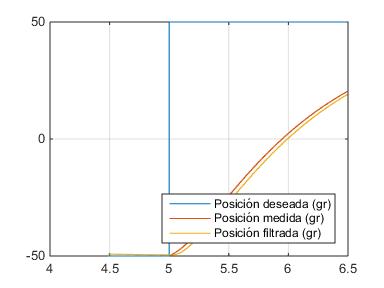 50
0
Posición deseada (gr)
Posición medida (gr)
Posición filtrada (gr)
-50
4 4.5 5 5.5 6 6.5